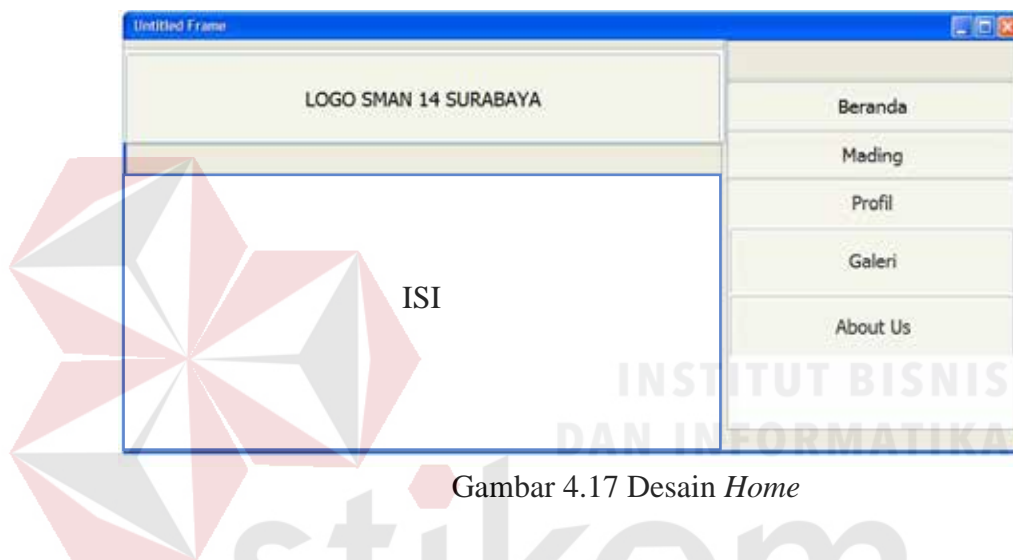 Untitled Frame
LOGO SMAN 14 SURABAYA
Beranda
Mading
Profil
Galeri
About Us
ISI
INSTITUT BISNIS
DAN INFORMATIKA
Gambar 4.17 Desain Home
stikom